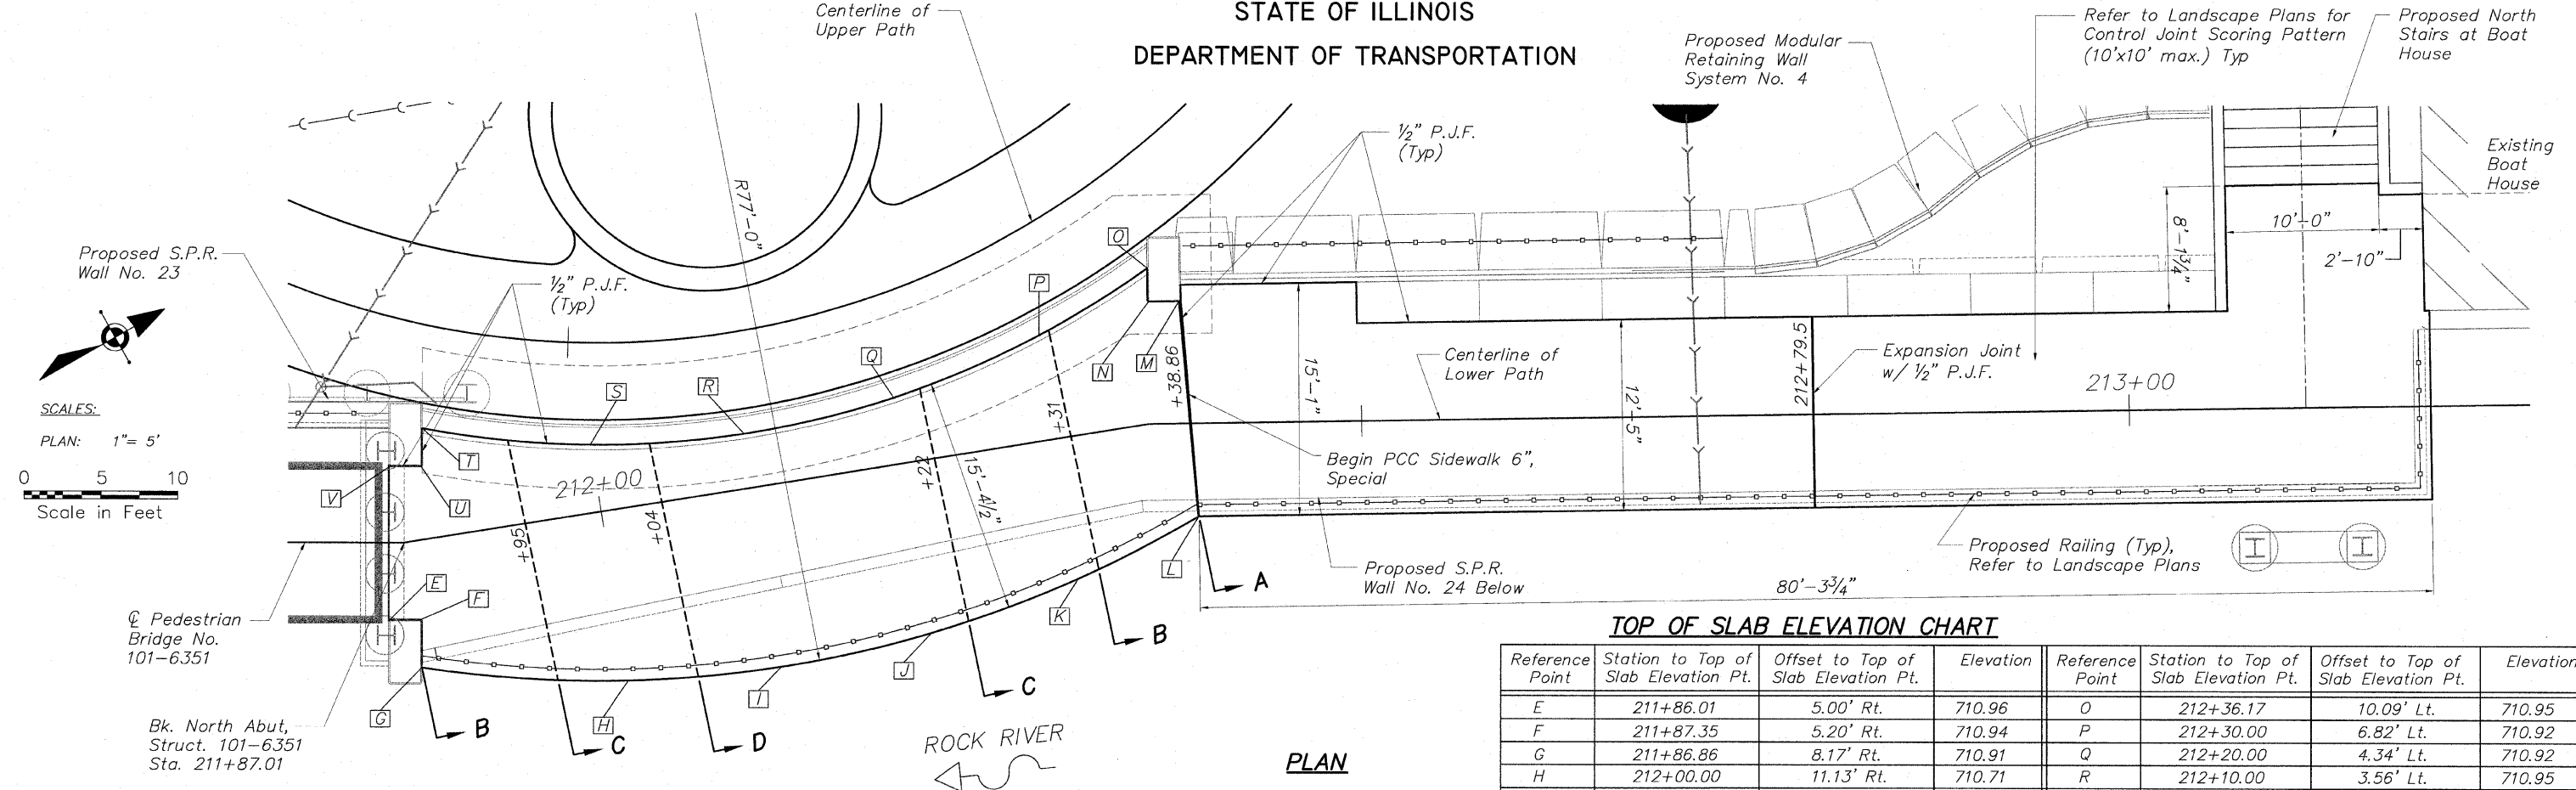 STATE OF ILLINOIS
DEPARTMENT OF TRANSPORTATION
Centerline of
Upper Path
Proposed Modular
Retaining Wall
System No. 4
Refer to Landscape Plans for
Control Joint Scoring Pattern
(10'x10' max.) Typ
Proposed North
Stairs at Boat
House
Existing
Boat
House
½" P.J.F.
(Typ)
R77'-0"
8'-1¾"
10'-0"
2'-10"
Proposed S.P.R.
Wall No. 23
½" P.J.F.
(Typ)
SCALES:
PLAN: 1"= 5'
0 5 10
Scale in Feet
O
P
Q
R
S
T
U
V
N
M
+38.86
15'-1"
12'-5"
Centerline of
Lower Path
212+79.5
Expansion Joint
w/ ½" P.J.F.
213+00
Begin PCC Sidewalk 6",
Special
212+00
+95
+04
+22
15'-4½"
+31
E
F
G
H
I
J
K
L
A
B
C
D
C
B
Proposed S.P.R.
Wall No. 24 Below
Proposed Railing (Typ),
Refer to Landscape Plans
80'-3¾"
℄ Pedestrian
Bridge No.
101-6351
Bk. North Abut,
Struct. 101-6351
Sta. 211+87.01
ROCK RIVER
PLAN
TOP OF SLAB ELEVATION CHART
Reference Point Station to Top of Slab Elevation Pt. Offset to Top of Slab Elevation Pt. Elevation Reference Point Station to Top of Slab Elevation Pt. Offset to Top of Slab Elevation Pt. Elevation
E 211+86.01 5.00' Rt. 710.96 O 212+36.17 10.09' Lt. 710.95
F 211+87.35 5.20' Rt. 710.94 P 212+30.00 6.82' Lt. 710.92
G 211+86.86 8.17' Rt. 710.91 Q 212+20.00 4.34' Lt. 710.92
H 212+00.00 11.13' Rt. 710.71 R 212+10.00 3.56' Lt. 710.95